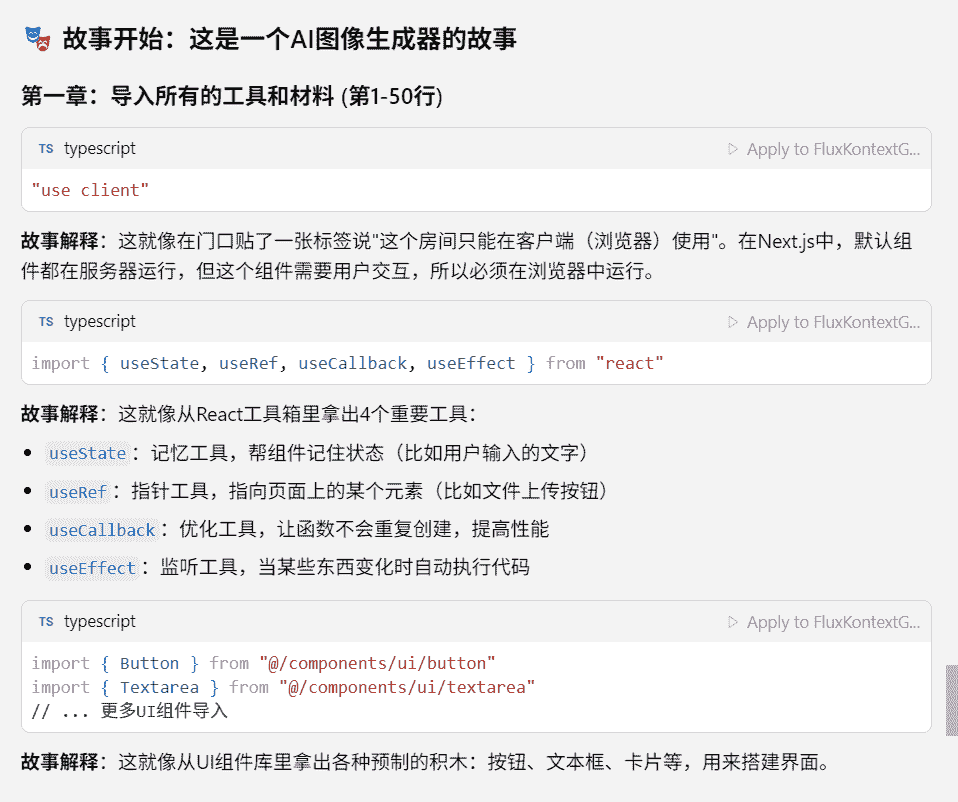 🎭 故事开始：这是一个AI图像生成器的故事
第一章：导入所有的工具和材料 (第1-50行)
TS typescript
Apply to FluxKontextG...
"use client"
故事解释：这就像在门口贴了一张标签说"这个房间只能在客户端（浏览器）使用"。在Next.js中，默认组
件都在服务器运行，但这个组件需要用户交互，所以必须在浏览器中运行。
TS typescript
Apply to FluxKontextG...
import { useState, useRef, useCallback, useEffect } from "react"
故事解释：这就像从React工具箱里拿出4个重要工具：
• useState：记忆工具，帮组件记住状态（比如用户输入的文字）
• useRef：指针工具，指向页面上的某个元素（比如文件上传按钮）
• useCallback：优化工具，让函数不会重复创建，提高性能
• useEffect：监听工具，当某些东西变化时自动执行代码
TS typescript
Apply to FluxKontextG...
import { Button } from "@/components/ui/button"
import { Textarea } from "@/components/ui/textarea"
// ... 更多UI组件导入
故事解释：这就像从UI组件库里拿出各种预制的积木：按钮、文本框、卡片等，用来搭建界面。